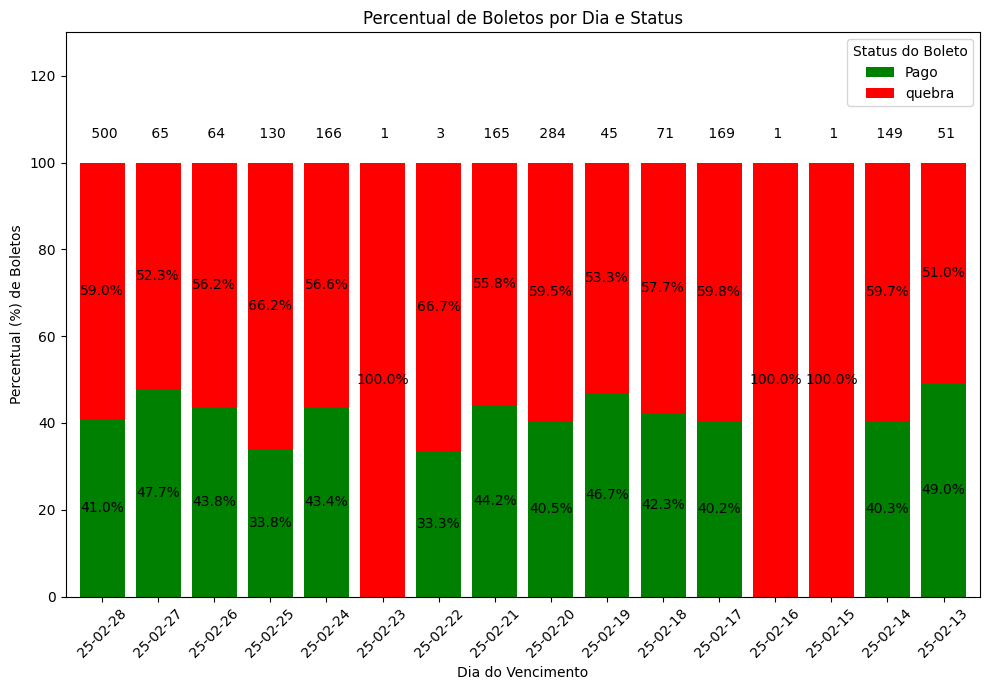 Percentual de Boletos por Dia e Status
Status do Boleto
Pago
quebra
Percentual (%) de Boletos
120
100
80
60
40
20
0
500 65 64 130 166 1 3 165 284 45 71 169 1 1 149 51
59.0% 52.3% 56.2% 66.2% 56.6% 100.0% 66.7% 55.8% 59.5% 53.3% 57.7% 59.8% 100.0% 100.0% 59.7% 51.0%
41.0% 47.7% 43.8% 33.8% 43.4% 33.3% 44.2% 40.5% 46.7% 42.3% 40.2% 40.3% 49.0%
25-02-28 25-02-27 25-02-26 25-02-25 25-02-24 25-02-23 25-02-22 25-02-21 25-02-20 25-02-19 25-02-18 25-02-17 25-02-16 25-02-15 25-02-14 25-02-13
Dia do Vencimento